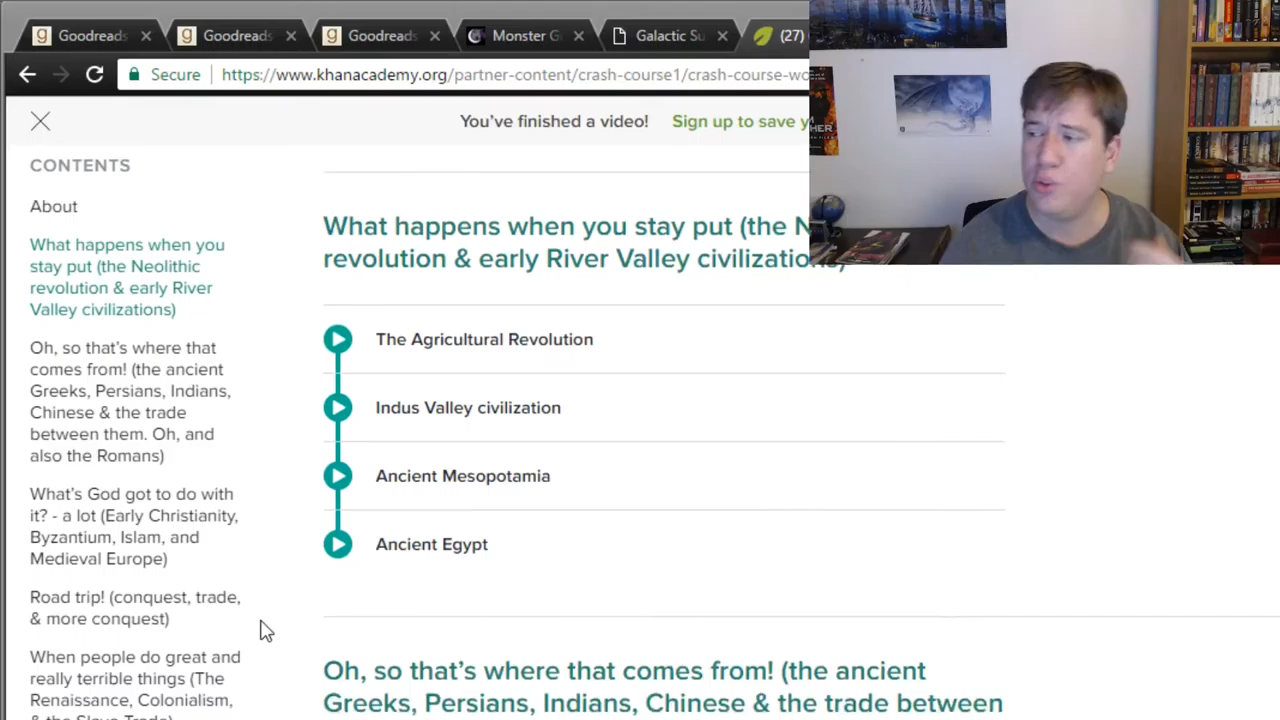 Goodreads
Goodreads
Goodreads
Monster G
Galactic Su
(27)
Secure
https://www.khanacademy.org/partner-content/crash-course1/crash-course-wo
You've finished a video!
Sign up to save y
CONTENTS
About
What happens when you
stay put (the Neolithic
revolution & early River
Valley civilizations)
Oh, so that's where that
comes from! (the ancient
Greeks, Persians, Indians,
Chinese & the trade
between them. Oh, and
also the Romans)
What's God got to do with
it? - a lot (Early Christianity,
Byzantium, Islam, and
Medieval Europe)
Road trip! (conquest, trade,
& more conquest)
When people do great and
really terrible things (The
Renaissance, Colonialism,
& the Slave Trade)
What happens when you stay put (the N
revolution & early River Valley civilizations)
The Agricultural Revolution
Indus Valley civilization
Ancient Mesopotamia
Ancient Egypt
Oh, so that's where that comes from! (the ancient
Greeks, Persians, Indians, Chinese & the trade between